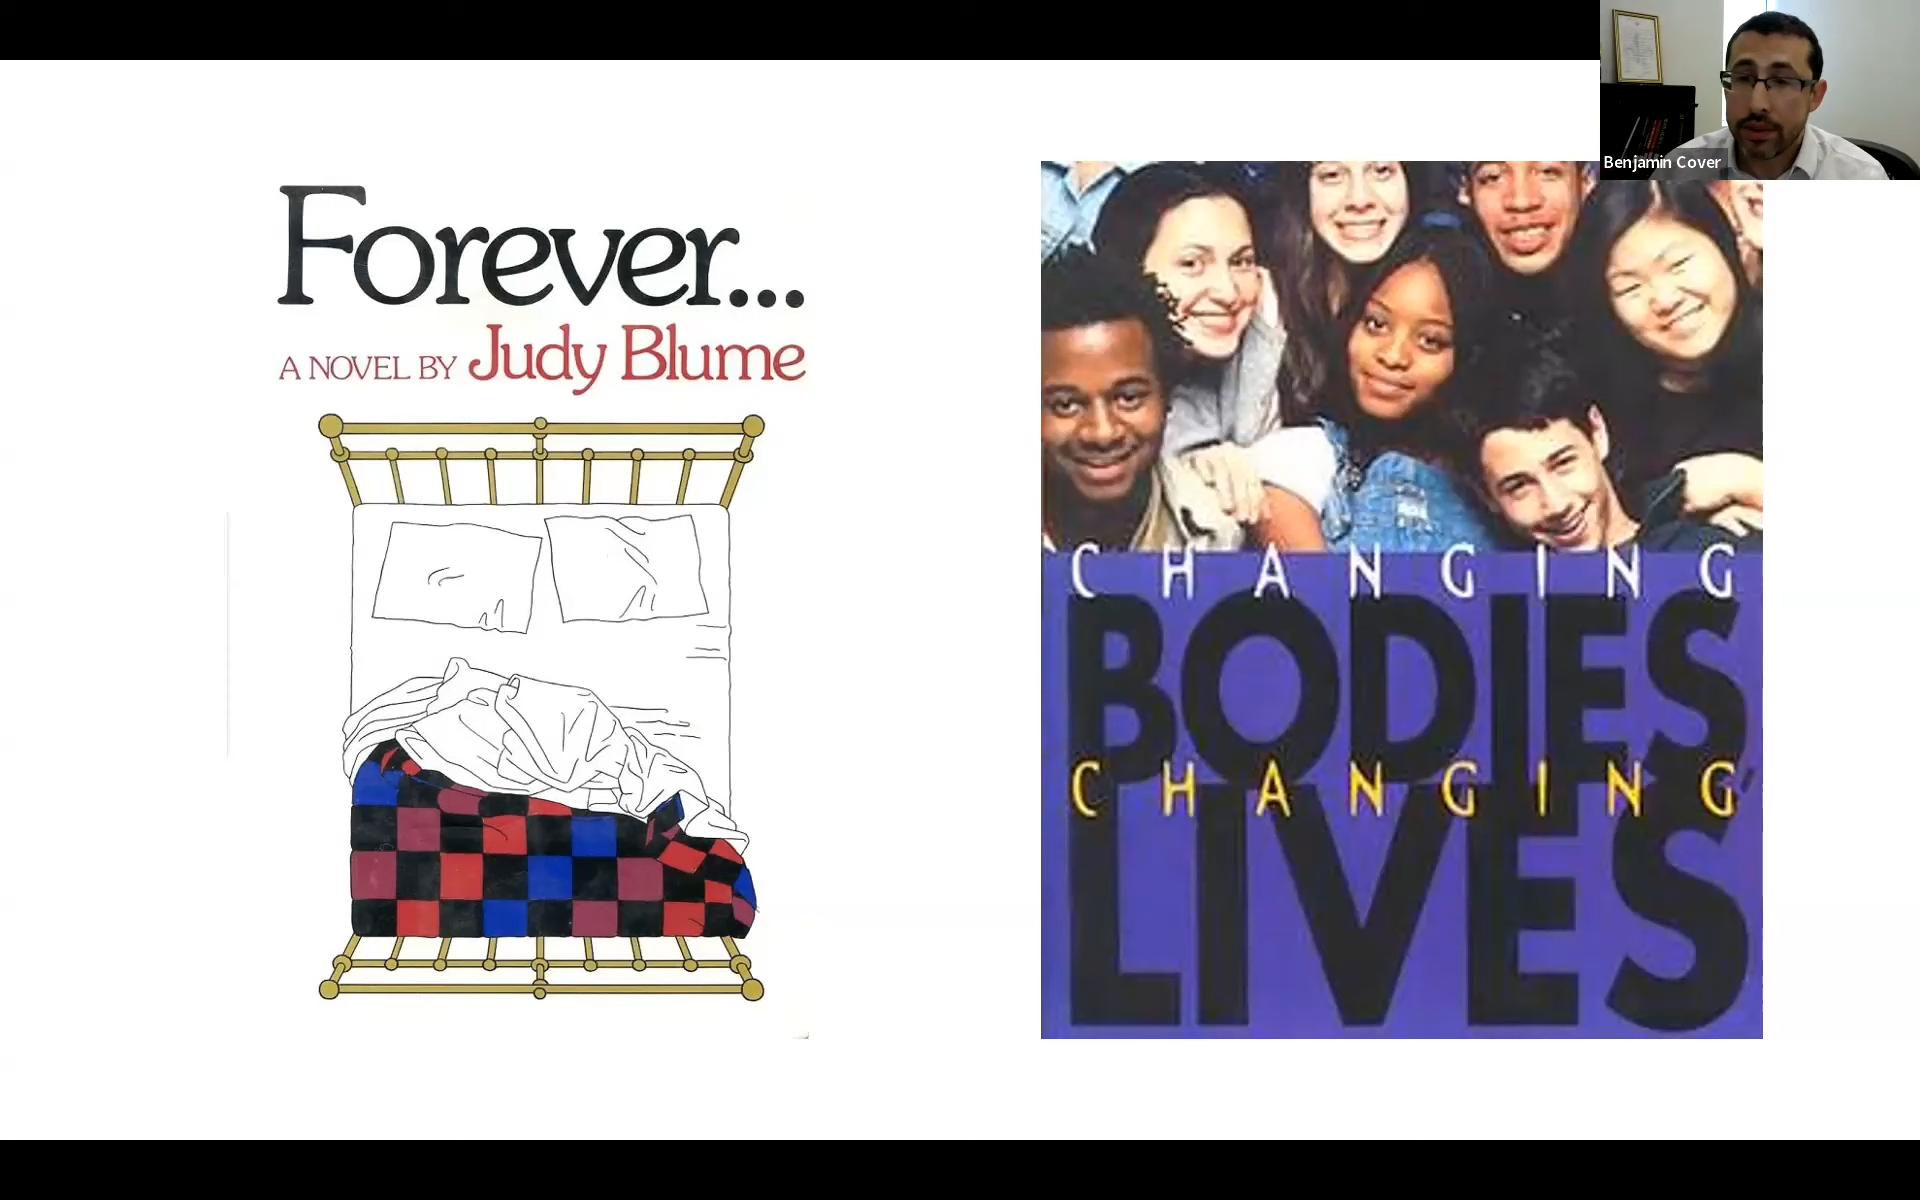 Forever...
A NOVEL BY Judy Blume
CHANGING
BODIES,
CHANGING
LIVES
Benjamin Cover